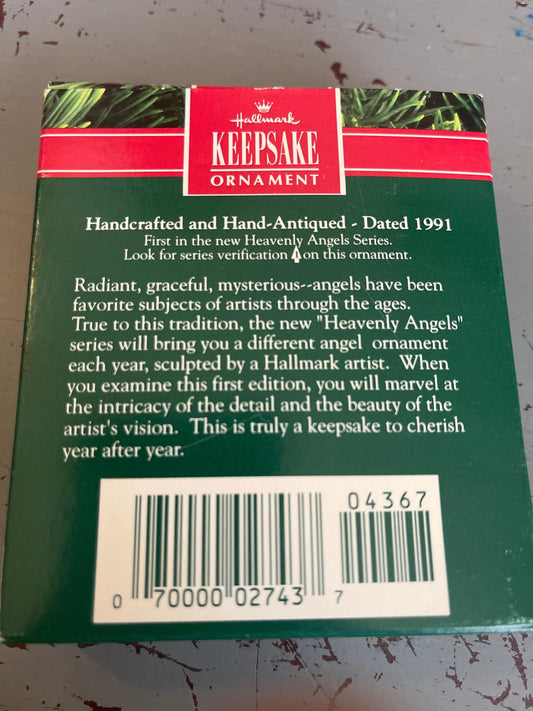 Hallmark
KEEPSAKE
ORNAMENT
Handcrafted and Hand-Antiqued - Dated 1991
First in the new Heavenly Angels Series.
Look for series verification on this ornament.
Radiant, graceful, mysterious--angels have been
favorite subjects of artists through the ages.
True to this tradition, the new "Heavenly Angels"
series will bring you a different angel ornament
each year, sculpted by a Hallmark artist. When
you examine this first edition, you will marvel at
the intricacy of the detail and the beauty of the
artist's vision. This is truly a keepsake to cherish
year after year.
04367
0 70000 02743 7